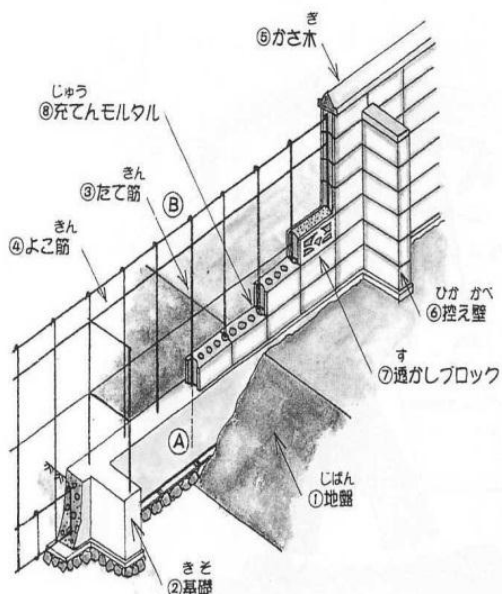 ぎ
⑤かさ木
じゅう
⑧充てんモルタル
きん
③たて筋
Ⓑ
きん
④よこ筋
ひか かべ
⑥控え壁
す
⑦透かしブロック
Ⓐ
じばん
①地盤
きそ
②基礎